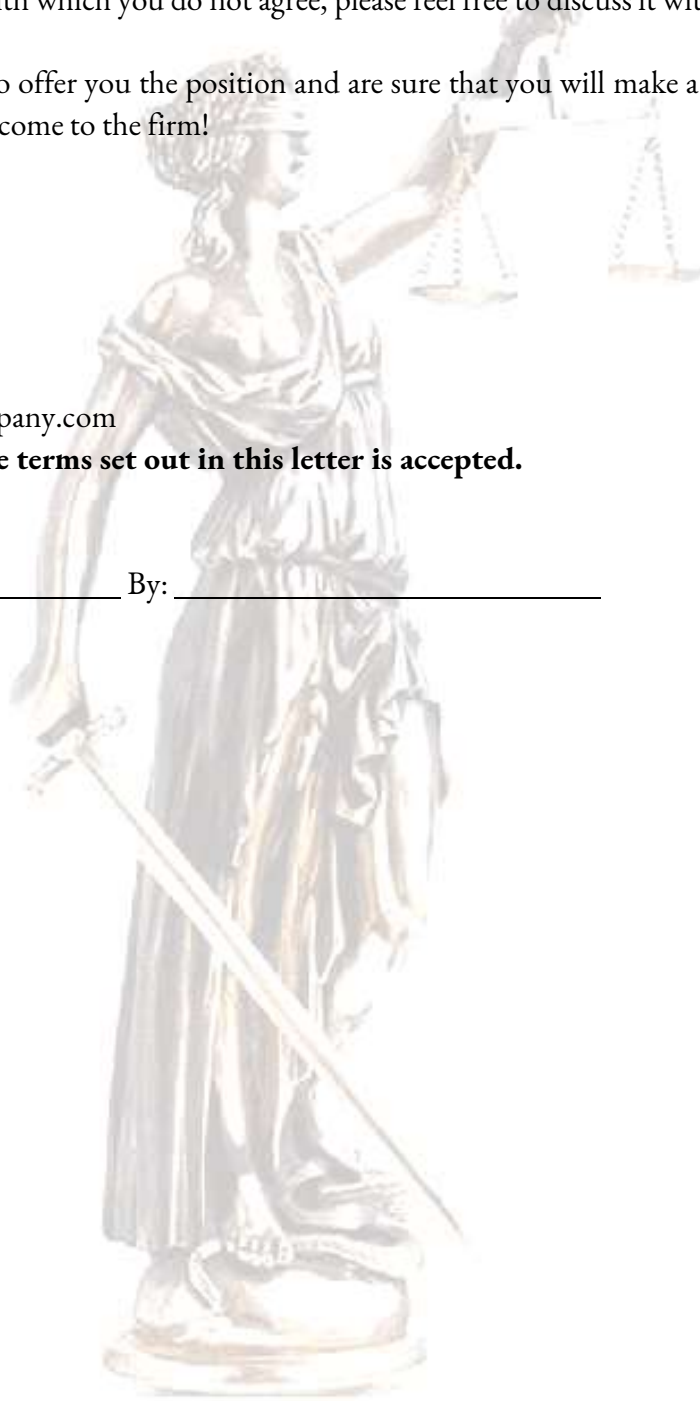 with which you do not agree, please feel free to discuss it wit
o offer you the position and are sure that you will make a
come to the firm!
pany.com
e terms set out in this letter is accepted.
By: